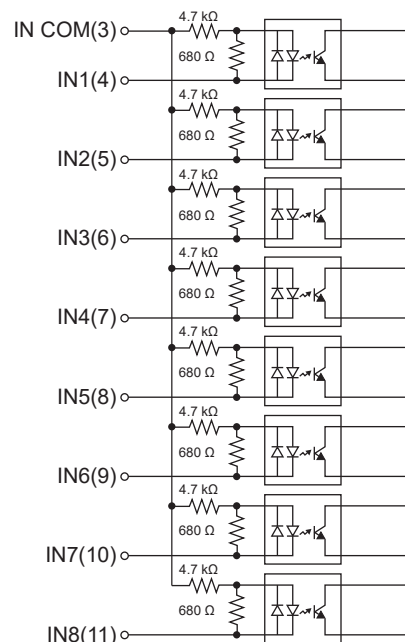 4.7 kΩ
IN COM(3)
680 Ω
IN1(4)
4.7 kΩ
680 Ω
IN2(5)
4.7 kΩ
680 Ω
IN3(6)
4.7 kΩ
680 Ω
IN4(7)
4.7 kΩ
680 Ω
IN5(8)
4.7 kΩ
680 Ω
IN6(9)
4.7 kΩ
680 Ω
IN7(10)
4.7 kΩ
680 Ω
IN8(11)